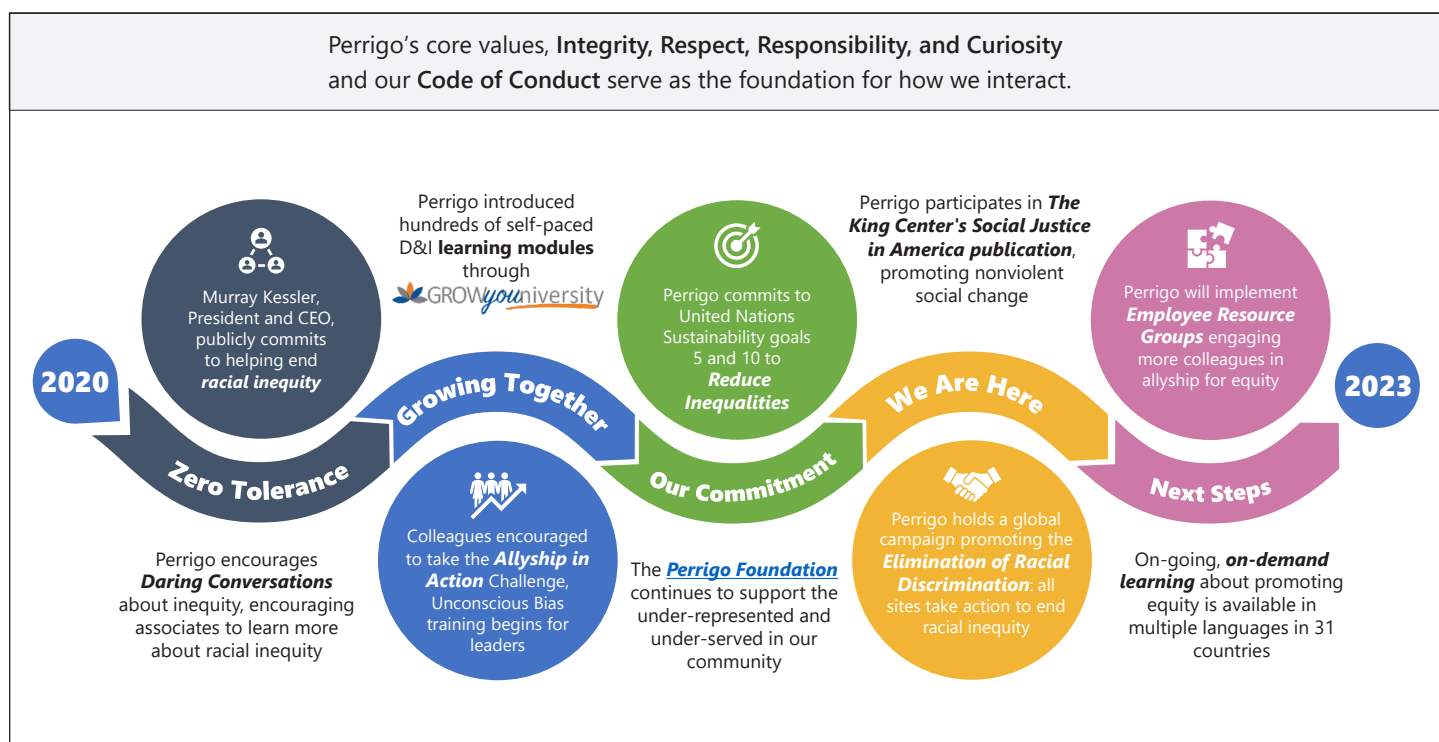 Perrigo's core values, Integrity, Respect, Responsibility, and Curiosity
and our Code of Conduct serve as the foundation for how we interact.
2020
Murray Kessler,
President and CEO,
publicly commits
to helping end
racial inequity
Zero Tolerance
Perrigo encourages
Daring Conversations
about inequity, encouraging
associates to learn more
about racial inequity
Perrigo introduced
hundreds of self-paced
D&I learning modules
through
GROWyouniversity
Growing Together
Colleagues encouraged
to take the Allyship in
Action Challenge,
Unconscious Bias
training begins for
leaders
Perrigo commits to
United Nations
Sustainability goals
5 and 10 to
Reduce
Inequalities
Our Commitment
The Perrigo Foundation
continues to support the
under-represented and
under-served in our
community
Perrigo participates in The
King Center's Social Justice
in America publication,
promoting nonviolent
social change
We Are Here
Perrigo holds a global
campaign promoting the
Elimination of Racial
Discrimination: all
sites take action to end
racial inequity
Perrigo will implement
Employee Resource
Groups engaging
more colleagues in
allyship for equity
Next Steps
On-going, on-demand
learning about promoting
equity is available in
multiple languages in 31
countries
2023